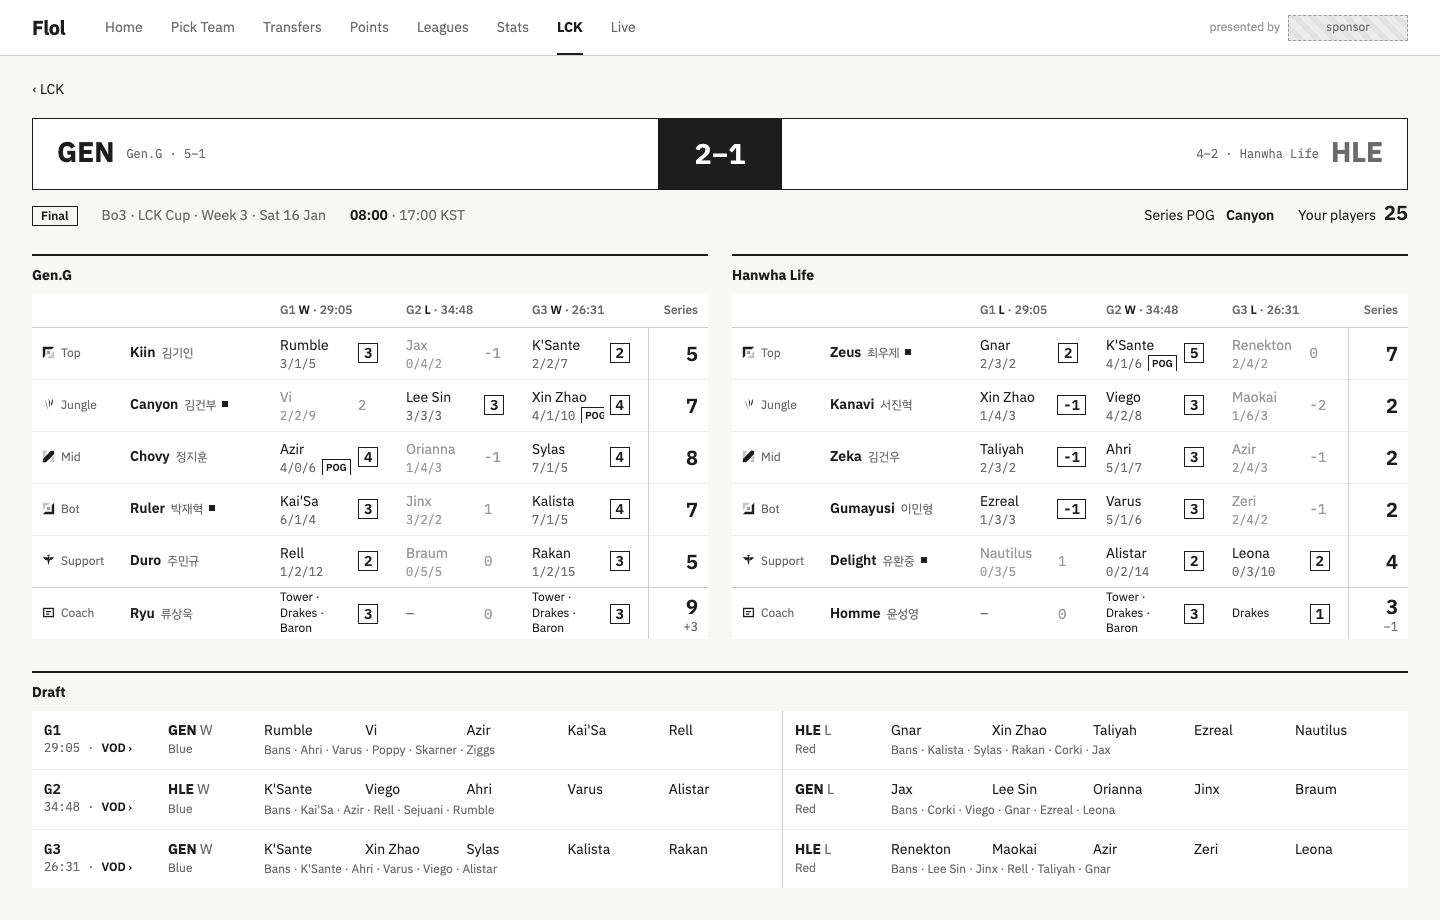 Flol Home Pick Team Transfers Points Leagues Stats LCK Live presented by sponsor
‹ LCK
GEN Gen.G · 5–1 2–1 4–2 · Hanwha Life HLE
Final Bo3 · LCK Cup · Week 3 · Sat 16 Jan 08:00 · 17:00 KST Series POG Canyon Your players 25
Gen.G
G1 W · 29:05 G2 L · 34:48 G3 W · 26:31 Series
Top Kiin 김기인 Rumble 3/1/5 3 Jax 0/4/2 -1 K'Sante 2/2/7 2 5
Jungle Canyon 김건부 Vi 2/2/9 2 Lee Sin 3/3/3 3 Xin Zhao 4/1/10 POG 4 7
Mid Chovy 정지훈 Azir 4/0/6 POG 4 Orianna 1/4/3 -1 Sylas 7/1/5 4 8
Bot Ruler 박재혁 Kai'Sa 6/1/4 3 Jinx 3/2/2 1 Kalista 7/1/5 4 7
Support Duro 주민규 Rell 1/2/12 2 Braum 0/5/5 0 Rakan 1/2/15 3 5
Coach Ryu 류상욱 Tower · Drakes · Baron 3 – 0 Tower · Drakes · Baron 3 9 +3
Hanwha Life
G1 L · 29:05 G2 W · 34:48 G3 L · 26:31 Series
Top Zeus 최우제 Gnar 2/3/2 2 K'Sante 4/1/6 POG 5 Renekton 2/4/2 0 7
Jungle Kanavi 서진혁 Xin Zhao 1/4/3 -1 Viego 4/2/8 3 Maokai 1/6/3 -2 2
Mid Zeka 김건우 Taliyah 2/3/2 -1 Ahri 5/1/7 3 Azir 2/4/3 -1 2
Bot Gumayusi 이민형 Ezreal 1/3/3 -1 Varus 5/1/6 3 Zeri 2/4/2 -1 2
Support Delight 유환중 Nautilus 0/3/5 1 Alistar 0/2/14 2 Leona 0/3/10 2 4
Coach Homme 윤성영 – 0 Tower · Drakes · Baron 3 Drakes 1 3 –1
Draft
G1 GEN W Rumble Vi Azir Kai'Sa Rell HLE L Gnar Xin Zhao Taliyah Ezreal Nautilus
29:05 · VOD › Blue Bans · Ahri · Varus · Poppy · Skarner · Ziggs Red Bans · Kalista · Sylas · Rakan · Corki · Jax
G2 HLE W K'Sante Viego Ahri Varus Alistar GEN L Jax Lee Sin Orianna Jinx Braum
34:48 · VOD › Blue Bans · Kai'Sa · Azir · Rell · Sejuani · Rumble Red Bans · Corki · Viego · Gnar · Ezreal · Leona
G3 GEN W K'Sante Xin Zhao Sylas Kalista Rakan HLE L Renekton Maokai Azir Zeri Leona
26:31 · VOD › Blue Bans · K'Sante · Ahri · Varus · Viego · Alistar Red Bans · Lee Sin · Jinx · Rell · Taliyah · Gnar